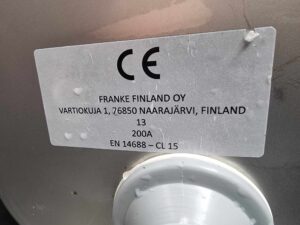 CE
FRANKE FINLAND OY
VARTIOKUJA 1, 76850 NAARAJÄRVI, FINLAND
13
200A
EN 14688 – CL 15